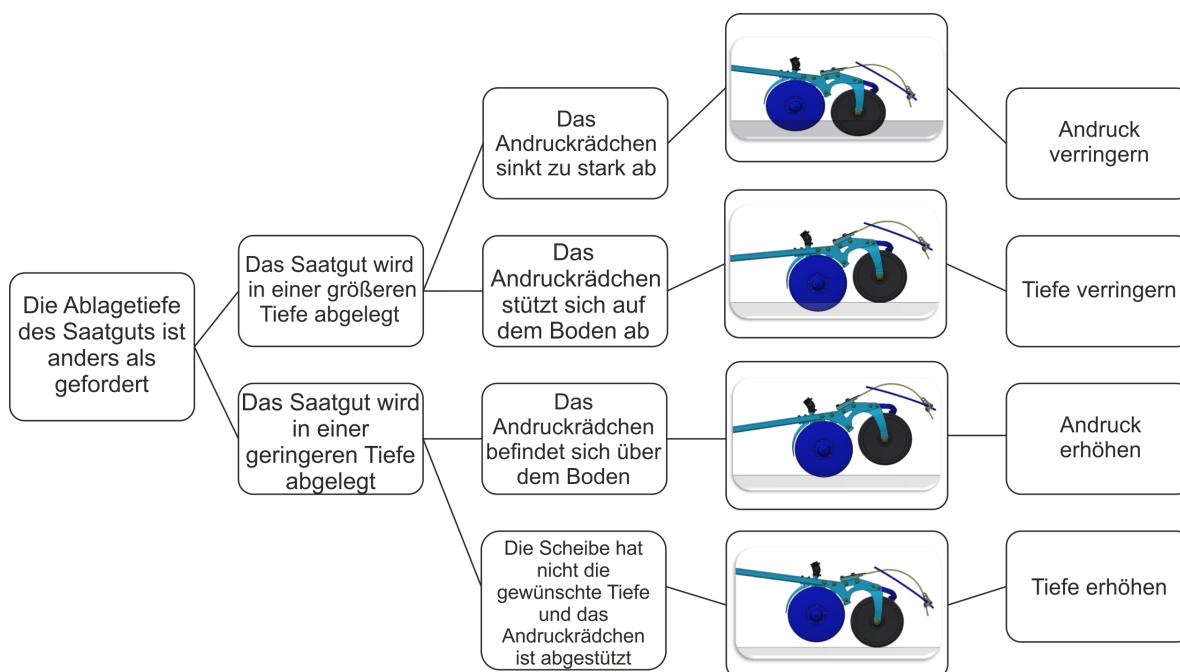 Die Ablagetiefe
des Saatguts ist
anders als
gefordert
Das Saatgut wird
in einer größeren
Tiefe abgelegt
Das
Andruckrädchen
sinkt zu stark ab
Andruck
verringern
Das
Andruckrädchen
stützt sich auf
dem Boden ab
Tiefe verringern
Das Saatgut wird
in einer
geringeren Tiefe
abgelegt
Das
Andruckrädchen
befindet sich über
dem Boden
Andruck
erhöhen
Die Scheibe hat
nicht die
gewünschte Tiefe
und das
Andruckrädchen
ist abgestützt
Tiefe erhöhen